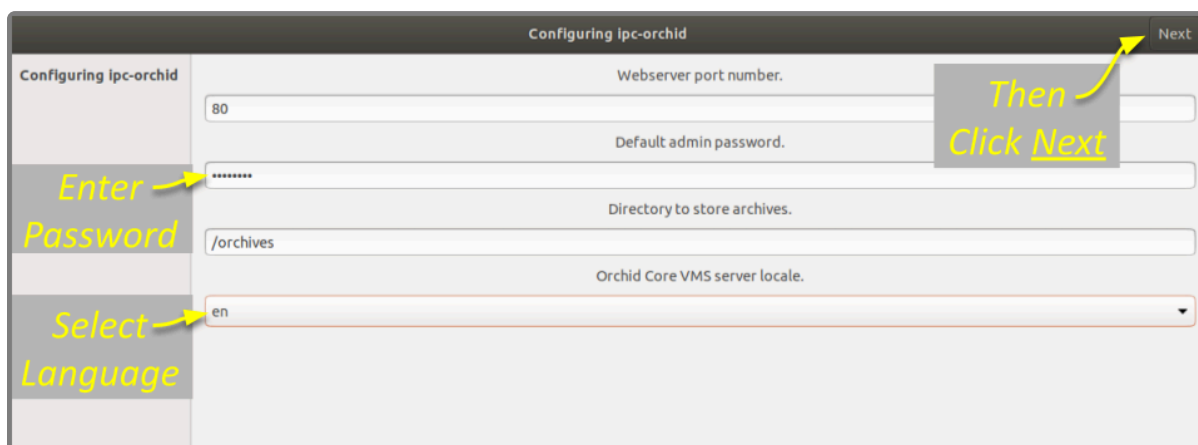 Configuring ipc-orchid
Next
Configuring ipc-orchid
Webserver port number.
80
Then
Click Next
Default admin password.
••••••••
Enter
Password
Directory to store archives.
/orchives
Orchid Core VMS server locale.
en
Select
Language